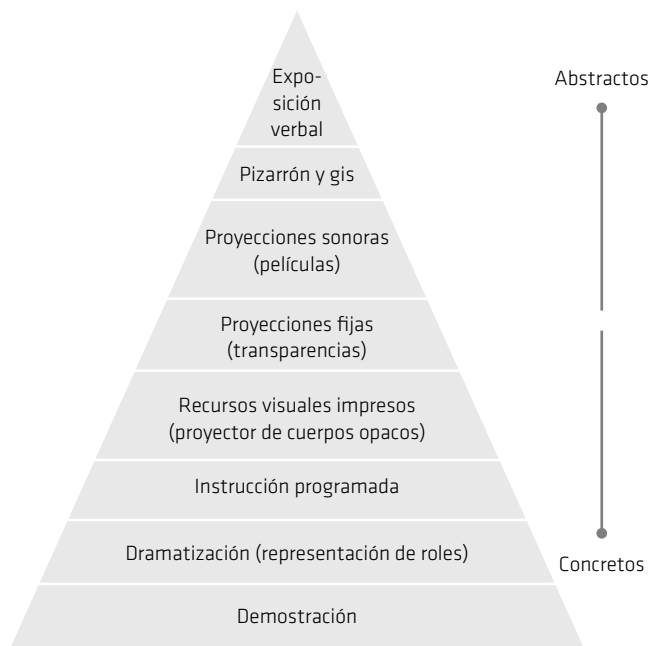 Expo-
sición
verbal
Abstractos
Pizarrón y gis
Proyecciones sonoras
(películas)
Proyecciones fijas
(transparencias)
Recursos visuales impresos
(proyector de cuerpos opacos)
Instrucción programada
Dramatización (representación de roles)
Concretos
Demostración